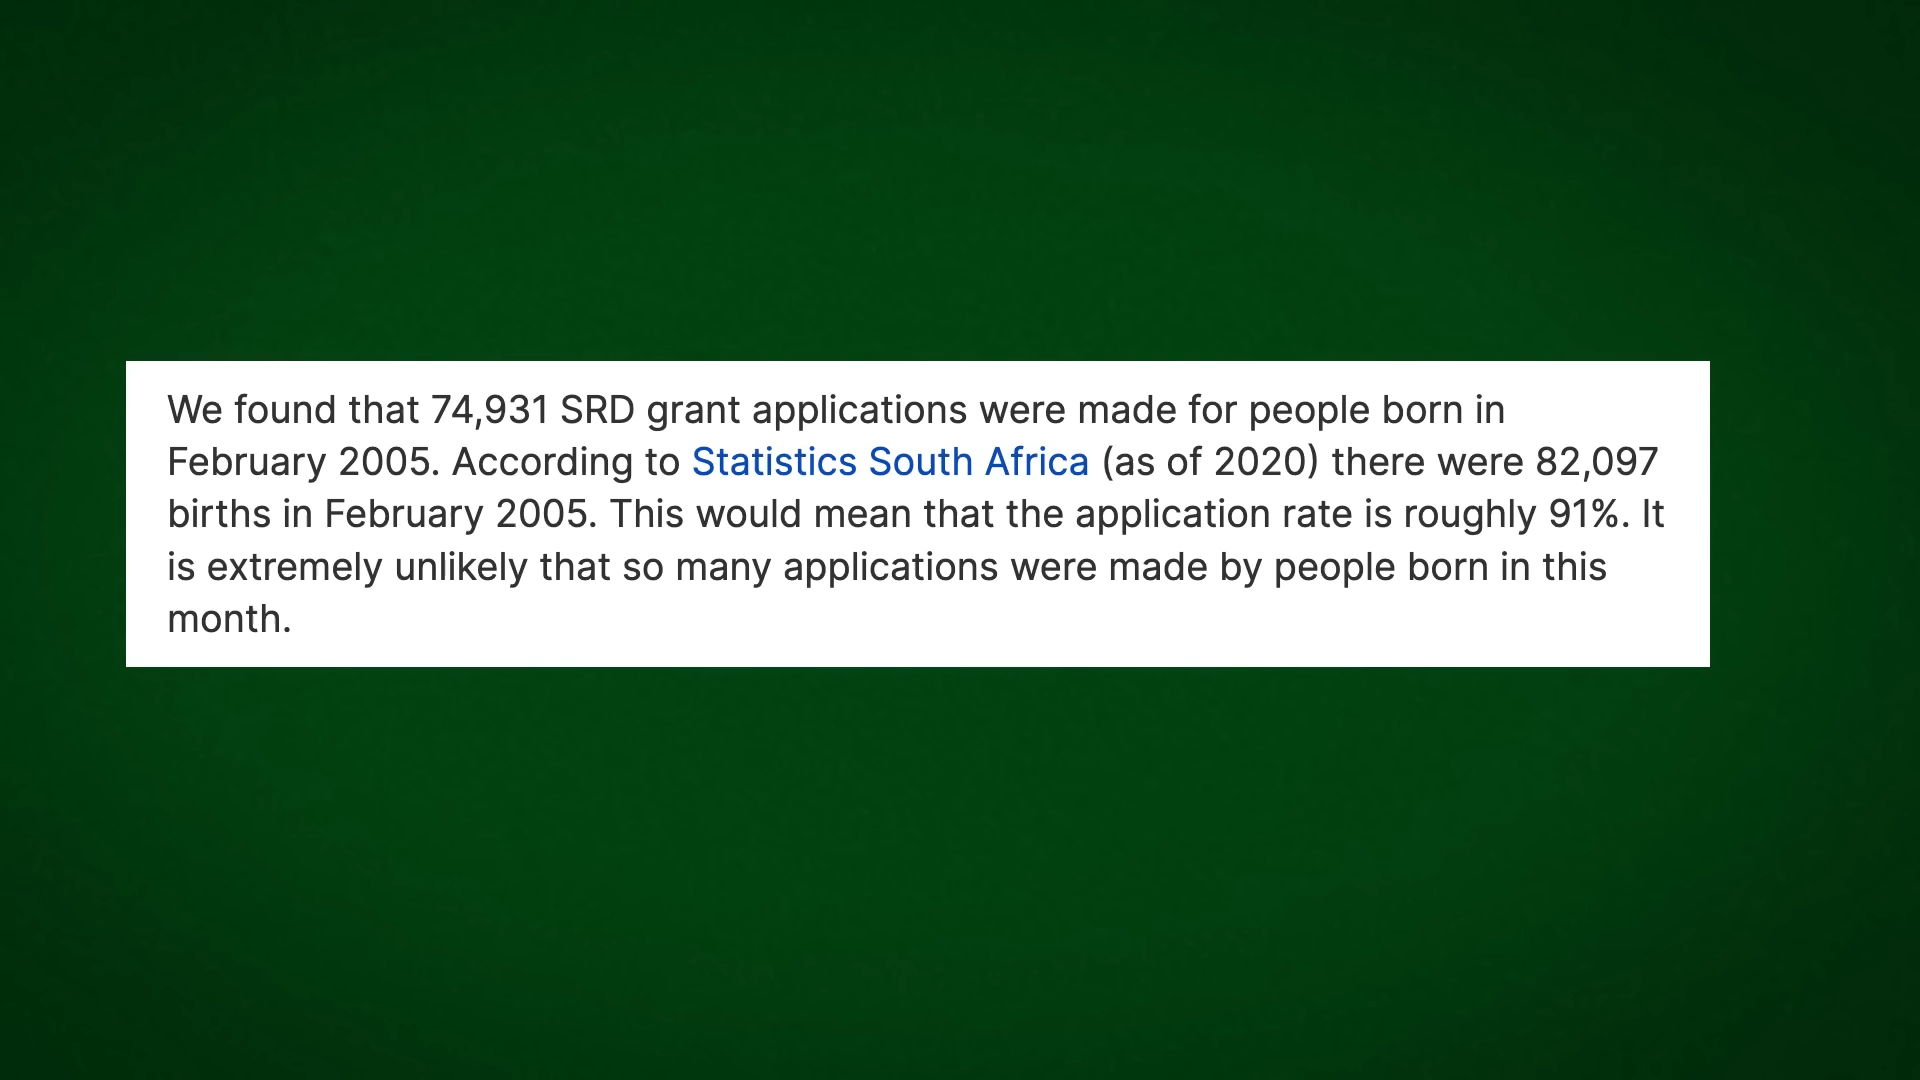 We found that 74,931 SRD grant applications were made for people born in
February 2005. According to Statistics South Africa (as of 2020) there were 82,097
births in February 2005. This would mean that the application rate is roughly 91%. It
is extremely unlikely that so many applications were made by people born in this
month.